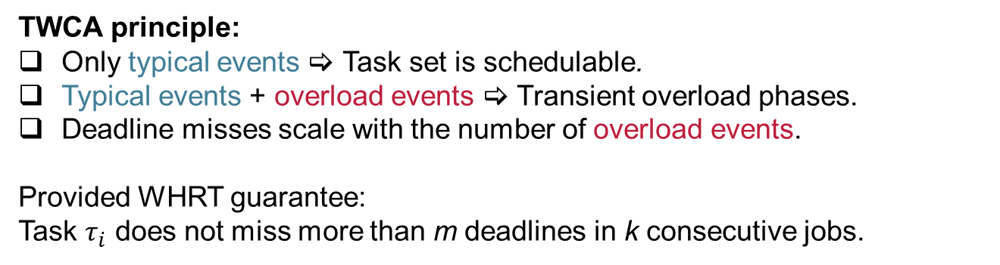 TWCA principle:
❑ Only typical events ⇨ Task set is schedulable.
❑ Typical events + overload events ⇨ Transient overload phases.
❑ Deadline misses scale with the number of overload events.
Provided WHRT guarantee:
Task τᵢ does not miss more than m deadlines in k consecutive jobs.